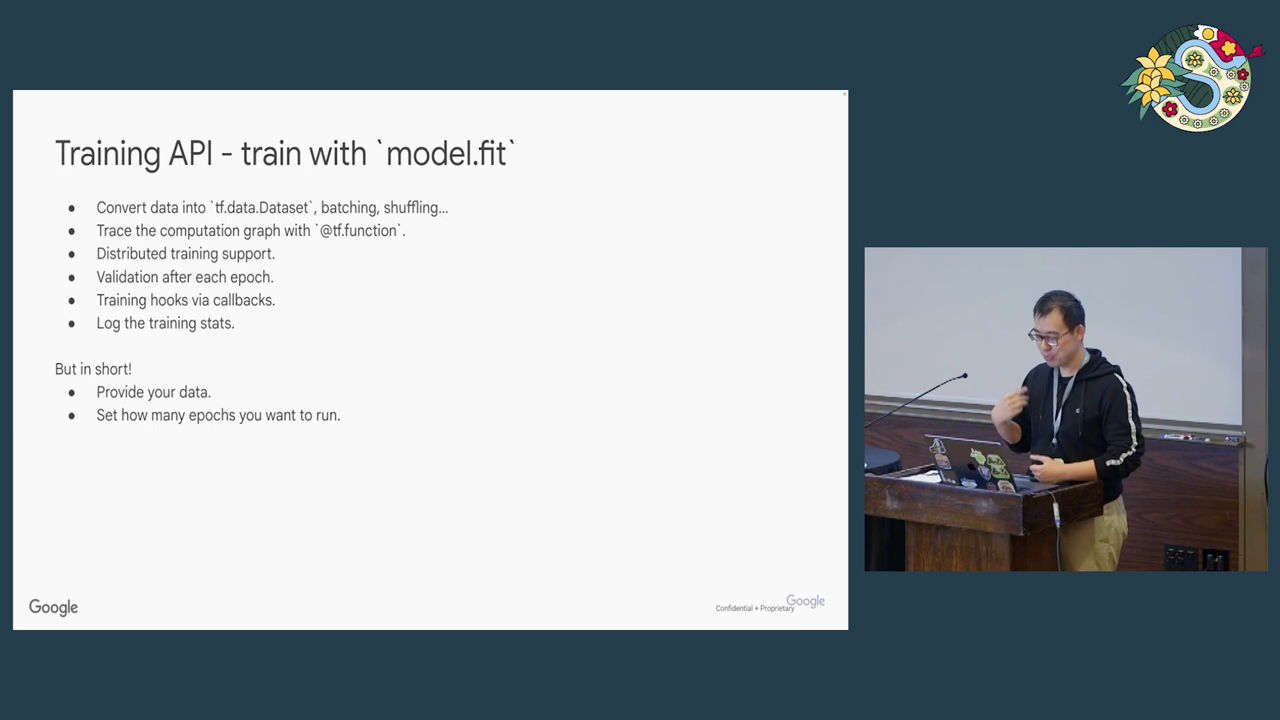 Training API - train with `model.fit`
● Convert data into `tf.data.Dataset`, batching, shuffling...
● Trace the computation graph with `@tf.function`.
● Distributed training support.
● Validation after each epoch.
● Training hooks via callbacks.
● Log the training stats.
But in short!
● Provide your data.
● Set how many epochs you want to run.
Google
Confidential + Proprietary
Google